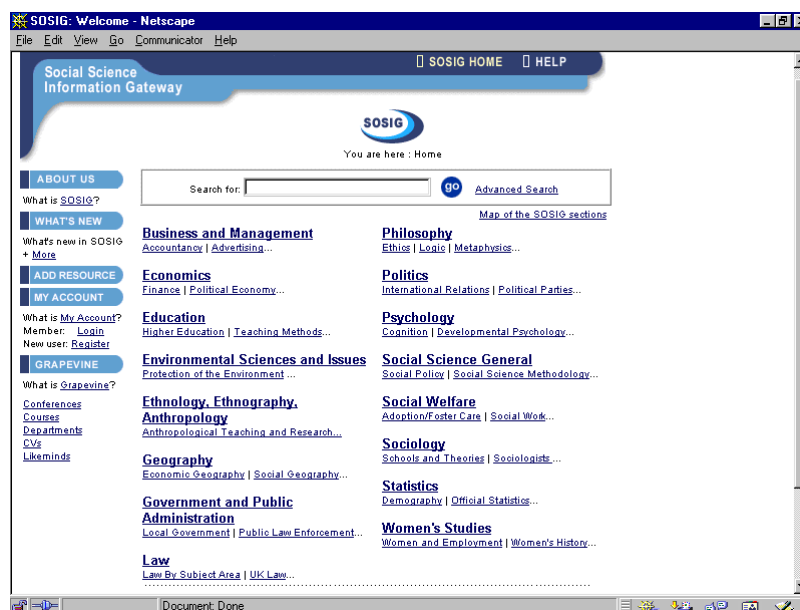 SOSIG: Welcome - Netscape
File Edit View Go Communicator Help
Social Science
Information Gateway
SOSIG HOME HELP
SOSIG
You are here : Home
ABOUT US
What is SOSIG?
WHAT'S NEW
What's new in SOSIG
+ More
ADD RESOURCE
MY ACCOUNT
What is My Account?
Member: Login
New user: Register
GRAPEVINE
What is Grapevine?
Conferences
Courses
Departments
CVs
Likeminds
Search for: go Advanced Search
Map of the SOSIG sections
Business and Management
Accountancy | Advertising...
Economics
Finance | Political Economy...
Education
Higher Education | Teaching Methods...
Environmental Sciences and Issues
Protection of the Environment ...
Ethnology, Ethnography,
Anthropology
Anthropological Teaching and Research...
Geography
Economic Geography | Social Geography...
Government and Public
Administration
Local Government | Public Law Enforcement...
Law
Law By Subject Area | UK Law...
Philosophy
Ethics | Logic | Metaphysics...
Politics
International Relations | Political Parties...
Psychology
Cognition | Developmental Psychology...
Social Science General
Social Policy | Social Science Methodology...
Social Welfare
Adoption/Foster Care | Social Work...
Sociology
Schools and Theories | Sociologists ...
Statistics
Demography | Official Statistics...
Women's Studies
Women and Employment | Women's History...
Document: Done